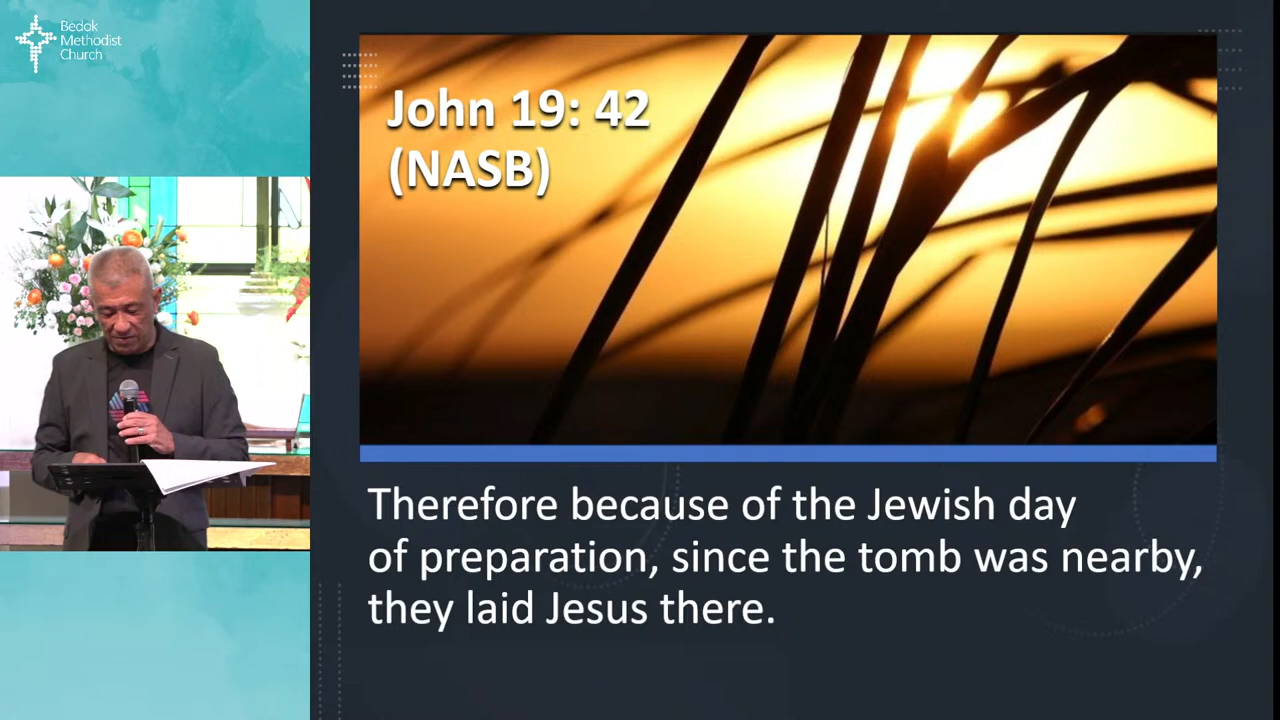 Bedok
Methodist
Church
John 19: 42
(NASB)
Therefore because of the Jewish day
of preparation, since the tomb was nearby,
they laid Jesus there.